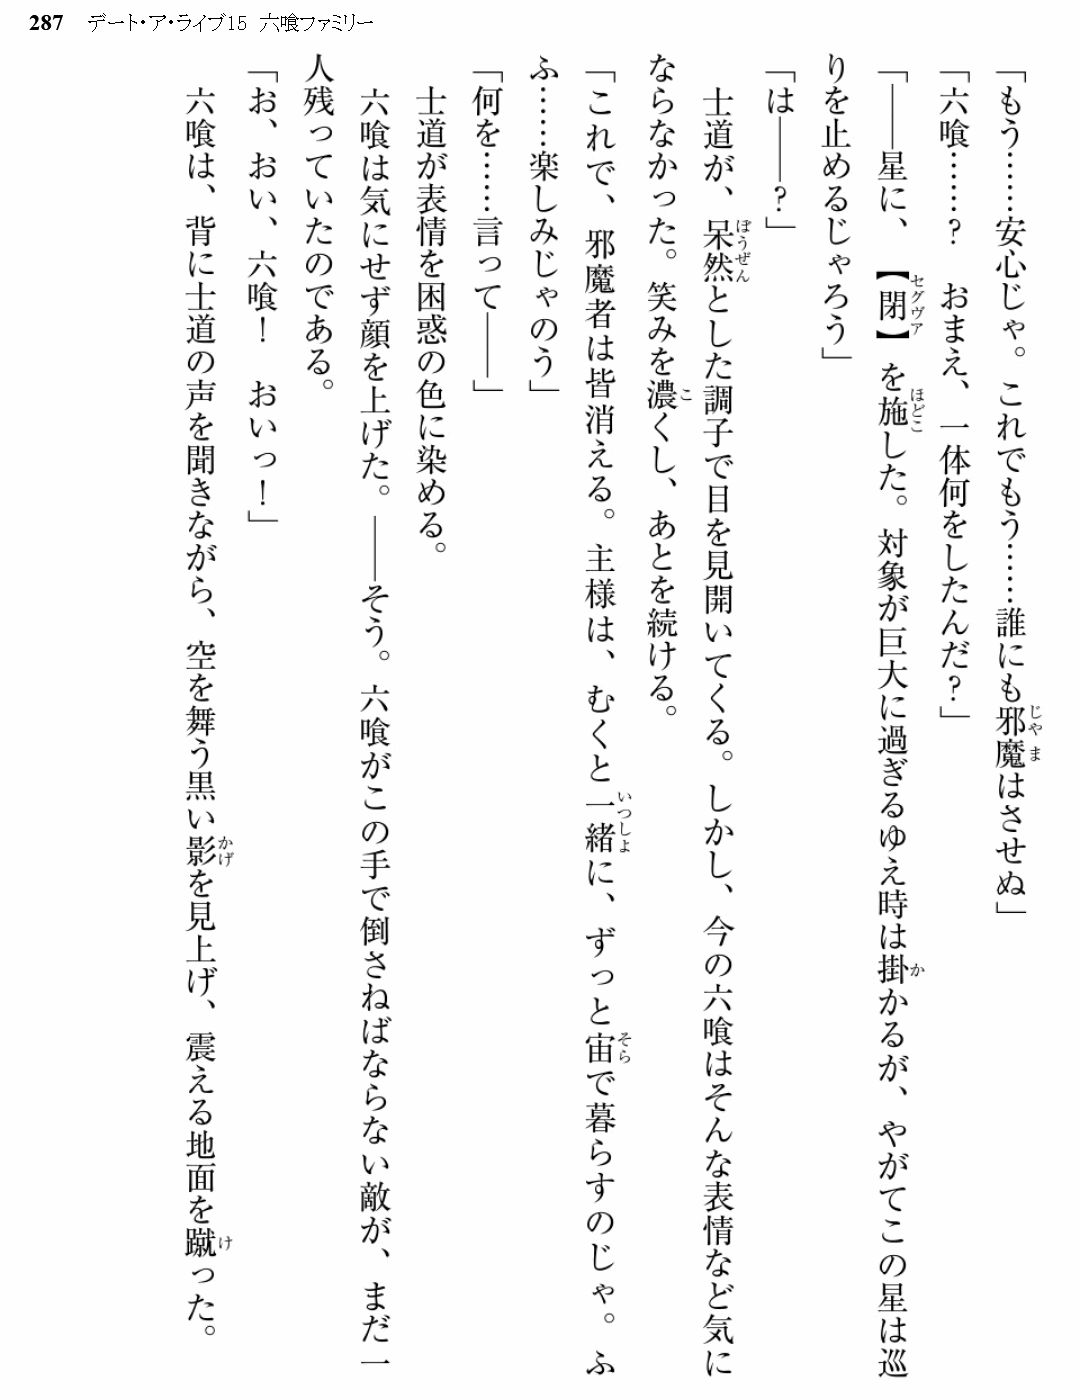 287 デート・ア・ライブ15 六喰ファミリー
「もう……安心じゃ。これでもう……誰にも邪魔はさせぬ」
「六喰……? おまえ、一体何をしたんだ?」
「――星に、【閉】を施した。対象が巨大に過ぎるゆえ時は掛かるが、やがてこの星は巡
りを止めるじゃろう」
「は――?」
士道が、呆然とした調子で目を見開いてくる。しかし、今の六喰はそんな表情など気に
ならなかった。笑みを濃くし、あとを続ける。
「これで、邪魔者は皆消える。主様は、むくと一緒に、ずっと宙で暮らすのじゃ。ふ
ふ……楽しみじゃのう」
「何を……言って――」
士道が表情を困惑の色に染める。
六喰は気にせず顔を上げた。――そう。六喰がこの手で倒さねばならない敵が、まだ一
人残っていたのである。
「お、おい、六喰! おいっ!」
六喰は、背に士道の声を聞きながら、空を舞う黒い影を見上げ、震える地面を蹴った。